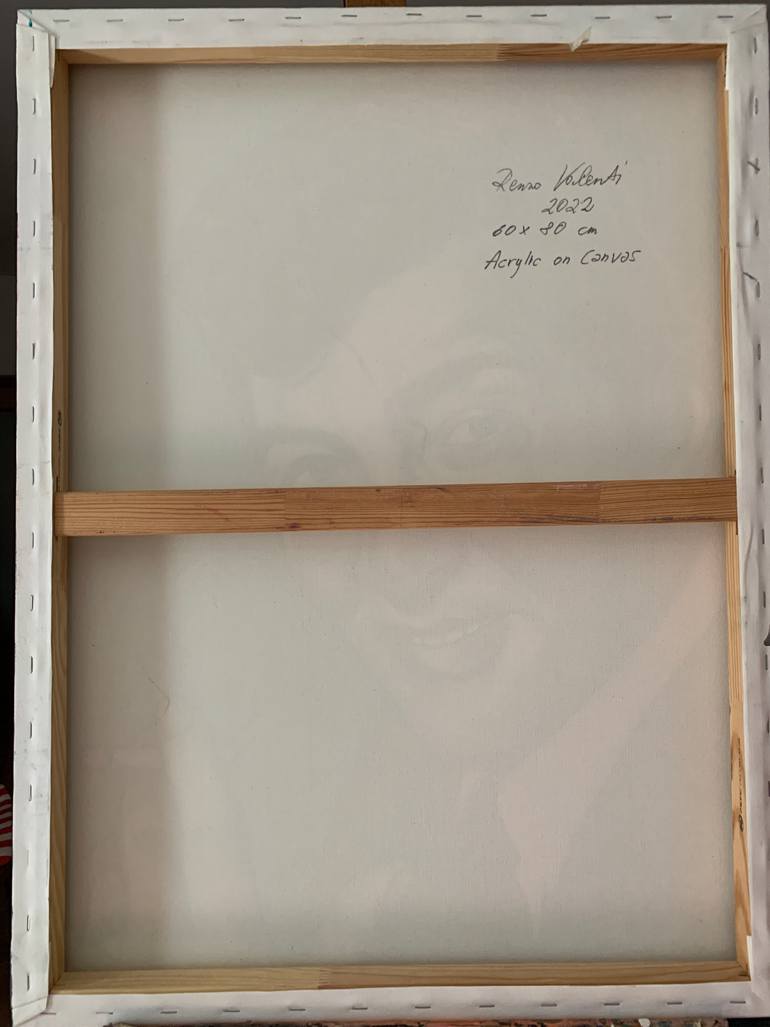 Renzo Valenti
2022
60 x 80 cm
Acrylic on Canvas